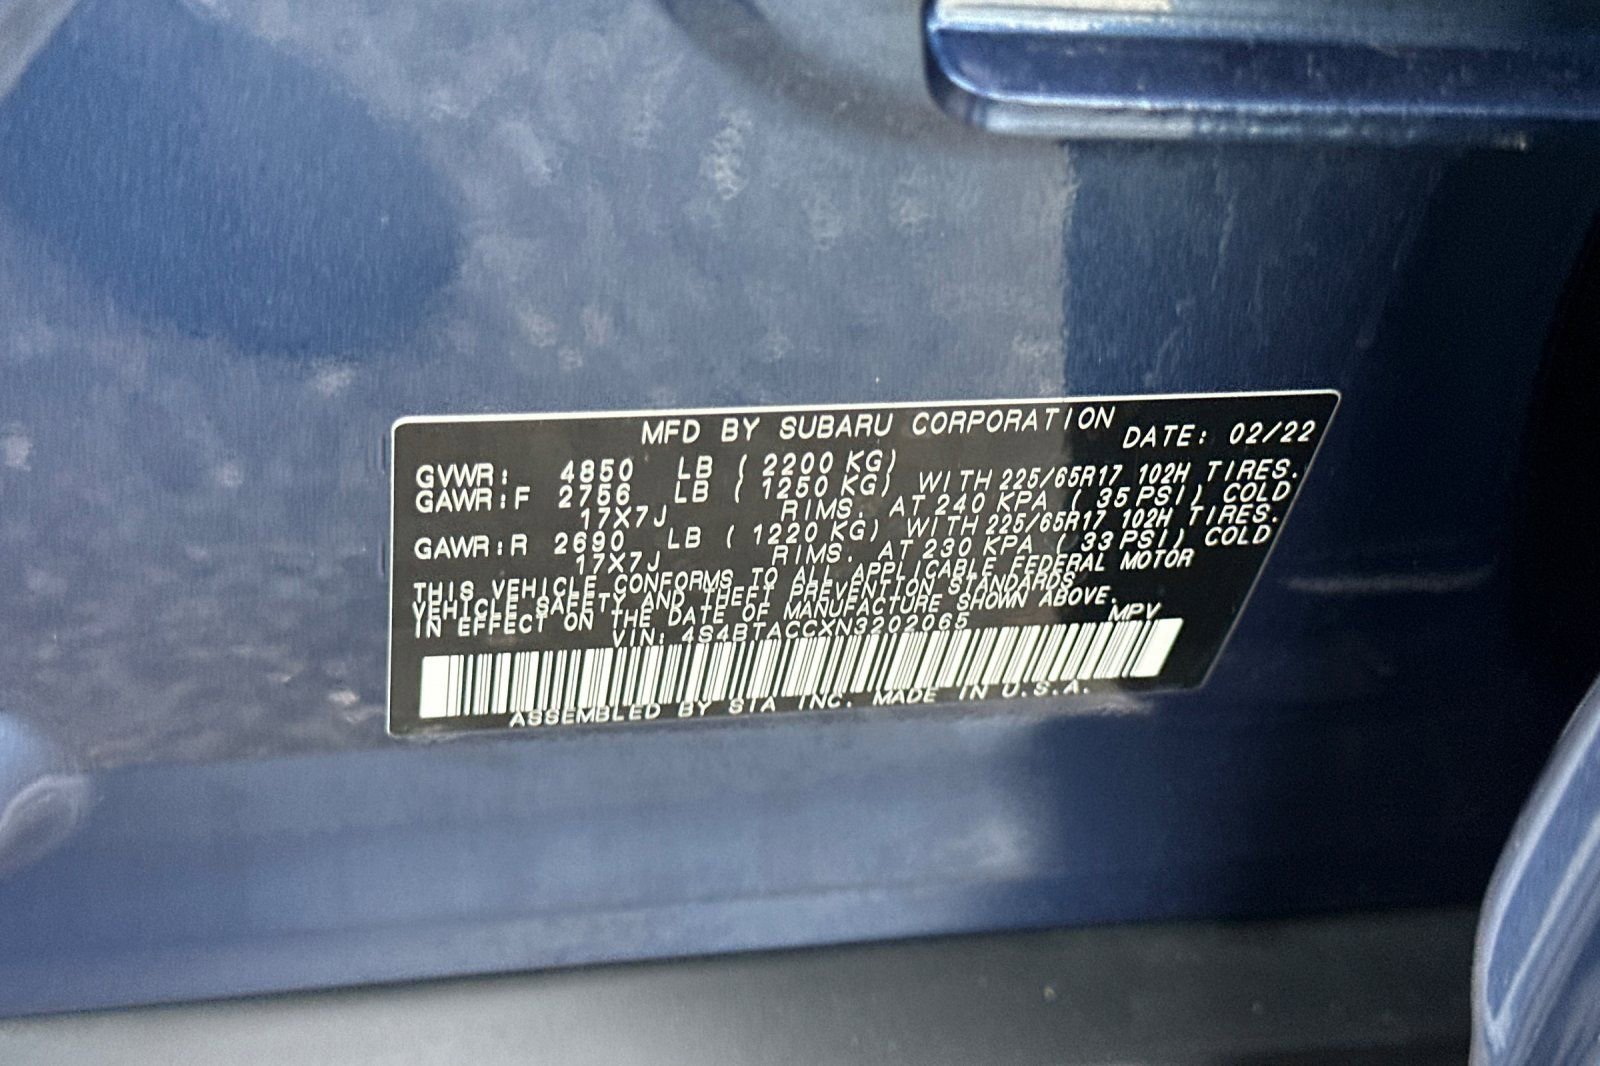 MFD BY SUBARU CORPORATION DATE: 02/22
GVWR: 4850 LB ( 2200 KG)
GAWR:F 2756 LB ( 1250 KG) WITH 225/65R17 102H TIRES.
17X7J RIMS. AT 240 KPA ( 35 PSI) COLD
GAWR:R 2690 LB ( 1220 KG) WITH 225/65R17 102H TIRES.
17X7J RIMS. AT 230 KPA ( 33 PSI) COLD
THIS VEHICLE CONFORMS TO ALL APPLICABLE FEDERAL MOTOR
VEHICLE SAFETY AND THEFT PREVENTION STANDARDS
IN EFFECT ON THE DATE OF MANUFACTURE SHOWN ABOVE.
VIN: 4S4BTACCXN3202065 MPV
ASSEMBLED BY SIA INC. MADE IN U.S.A.